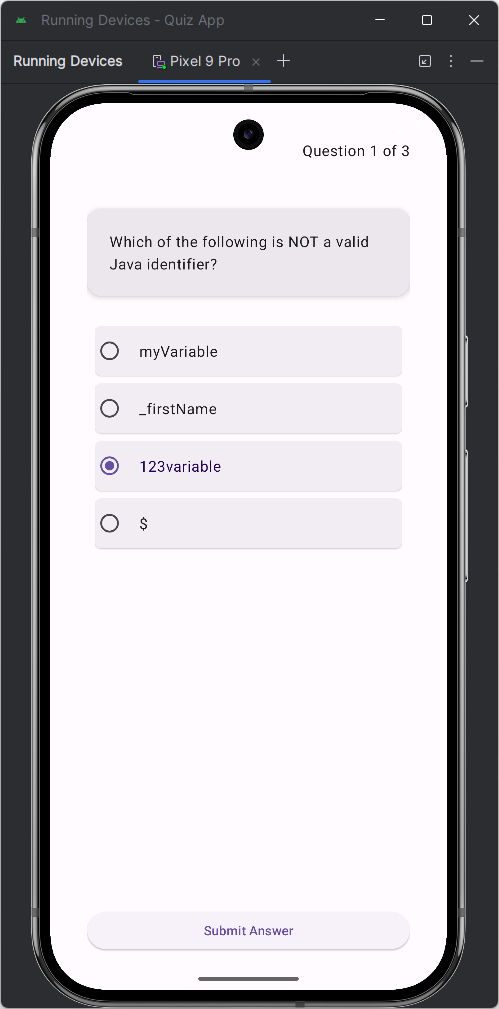 Running Devices - Quiz App
Running Devices
Pixel 9 Pro
Question 1 of 3
Which of the following is NOT a valid
Java identifier?
myVariable
_firstName
123variable
$
Submit Answer